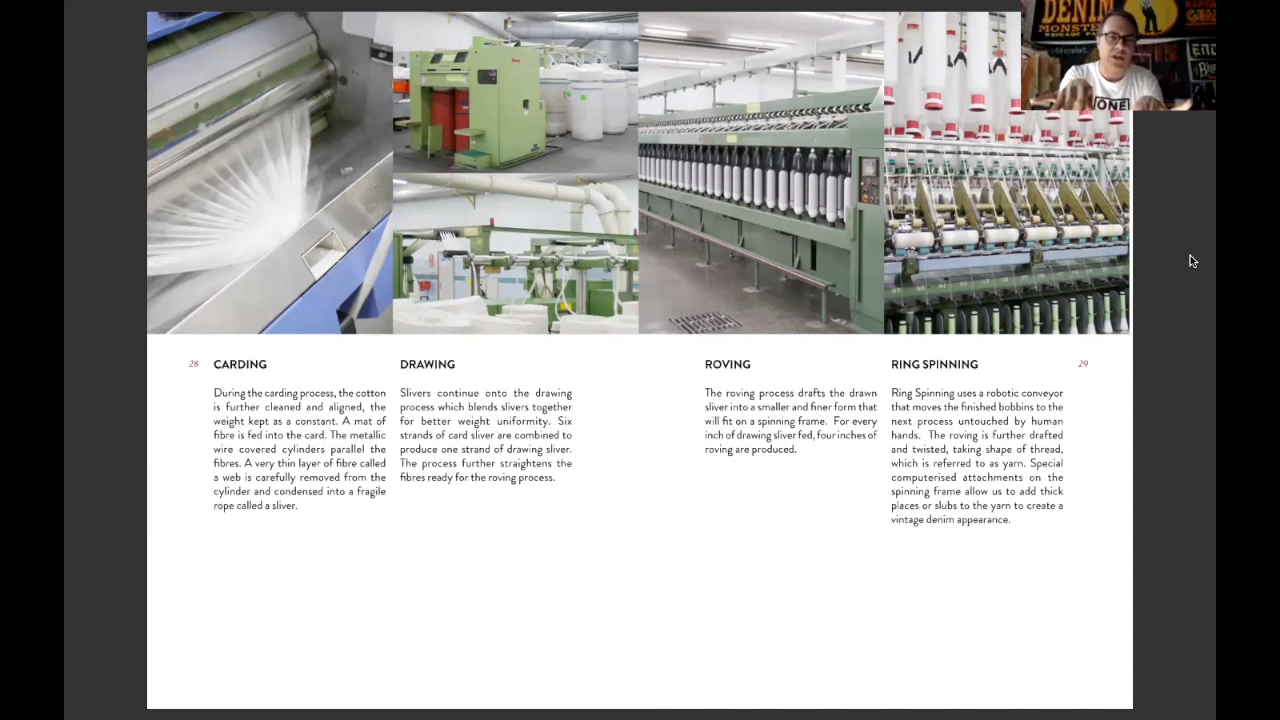 DENIM
MONSTE
BRIGADE
ONE
28
CARDING
During the carding process, the cotton
is further cleaned and aligned, the
weight kept as a constant. A mat of
fibre is fed into the card. The metallic
wire covered cylinders parallel the
fibres. A very thin layer of fibre called
a web is carefully removed from the
cylinder and condensed into a fragile
rope called a sliver.
DRAWING
Slivers continue onto the drawing
process which blends slivers together
for better weight uniformity. Six
strands of card sliver are combined to
produce one strand of drawing sliver.
The process further straightens the
fibres ready for the roving process.
ROVING
The roving process drafts the drawn
sliver into a smaller and finer form that
will fit on a spinning frame. For every
inch of drawing sliver fed, four inches of
roving are produced.
RING SPINNING
29
Ring Spinning uses a robotic conveyor
that moves the finished bobbins to the
next process untouched by human
hands. The roving is further drafted
and twisted, taking shape of thread,
which is referred to as yarn. Special
computerised attachments on the
spinning frame allow us to add thick
places or slubs to the yarn to create a
vintage denim appearance.